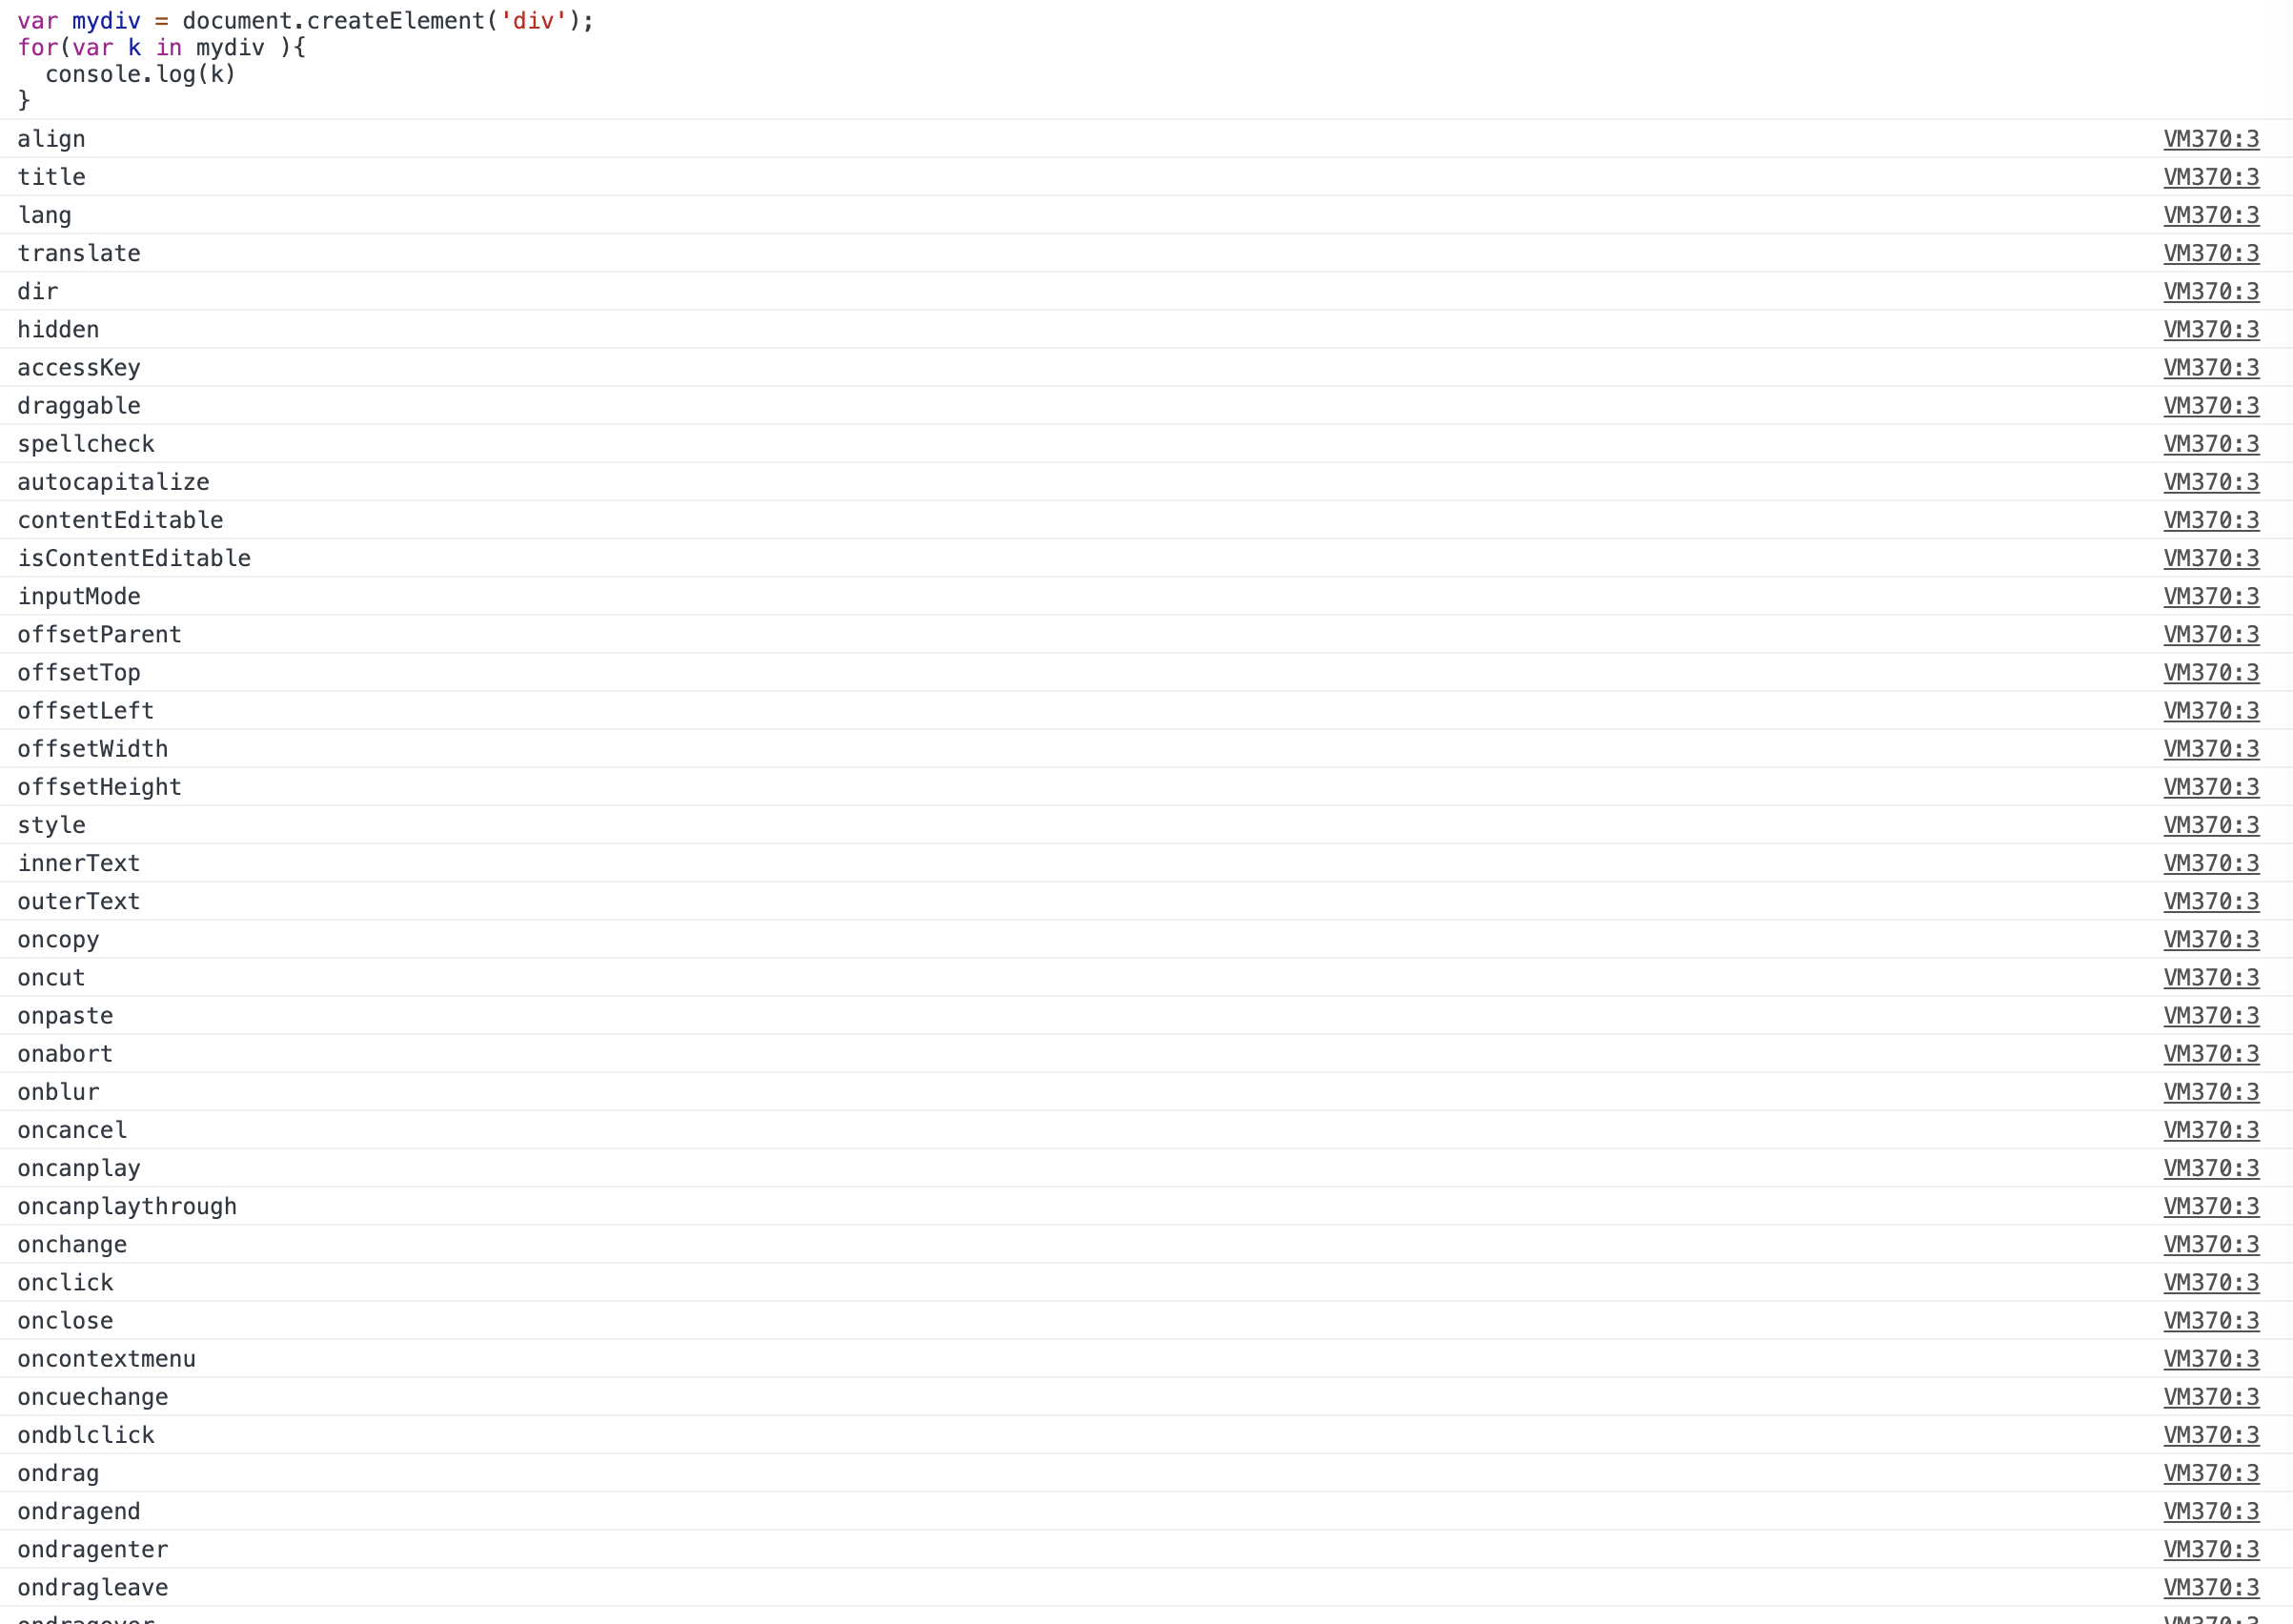 var mydiv = document.createElement('div');
for(var k in mydiv ){
  console.log(k)
}
align VM370:3
title VM370:3
lang VM370:3
translate VM370:3
dir VM370:3
hidden VM370:3
accessKey VM370:3
draggable VM370:3
spellcheck VM370:3
autocapitalize VM370:3
contentEditable VM370:3
isContentEditable VM370:3
inputMode VM370:3
offsetParent VM370:3
offsetTop VM370:3
offsetLeft VM370:3
offsetWidth VM370:3
offsetHeight VM370:3
style VM370:3
innerText VM370:3
outerText VM370:3
oncopy VM370:3
oncut VM370:3
onpaste VM370:3
onabort VM370:3
onblur VM370:3
oncancel VM370:3
oncanplay VM370:3
oncanplaythrough VM370:3
onchange VM370:3
onclick VM370:3
onclose VM370:3
oncontextmenu VM370:3
oncuechange VM370:3
ondblclick VM370:3
ondrag VM370:3
ondragend VM370:3
ondragenter VM370:3
ondragleave VM370:3